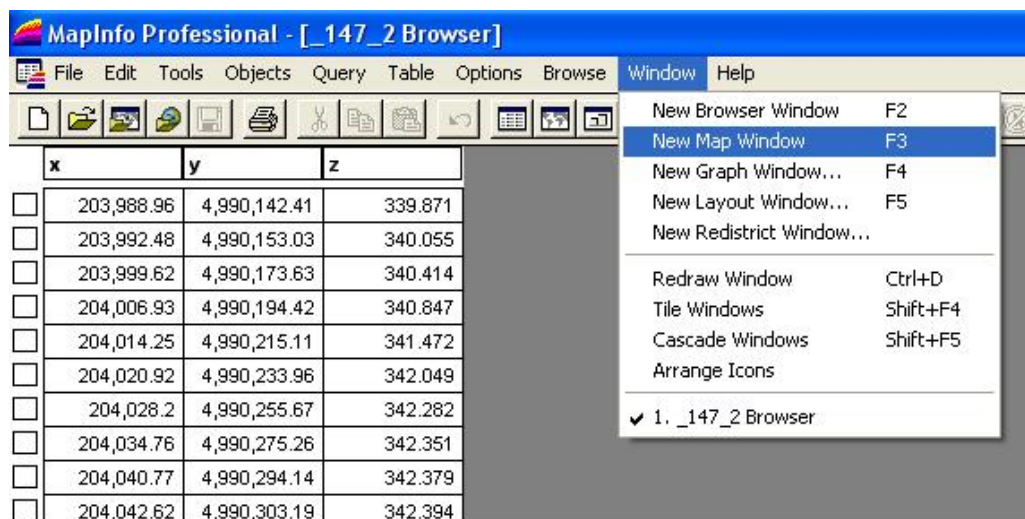 MapInfo Professional - [_147_2 Browser]
File Edit Tools Objects Query Table Options Browse Window Help
x y z
203,988.96 4,990,142.41 339.871
203,992.48 4,990,153.03 340.055
203,999.62 4,990,173.63 340.414
204,006.93 4,990,194.42 340.847
204,014.25 4,990,215.11 341.472
204,020.92 4,990,233.96 342.049
204,028.2 4,990,255.67 342.282
204,034.76 4,990,275.26 342.351
204,040.77 4,990,294.14 342.379
204,042.62 4,990,303.19 342.394
New Browser Window F2
New Map Window F3
New Graph Window... F4
New Layout Window... F5
New Redistrict Window...
Redraw Window Ctrl+D
Tile Windows Shift+F4
Cascade Windows Shift+F5
Arrange Icons
✓ 1. _147_2 Browser